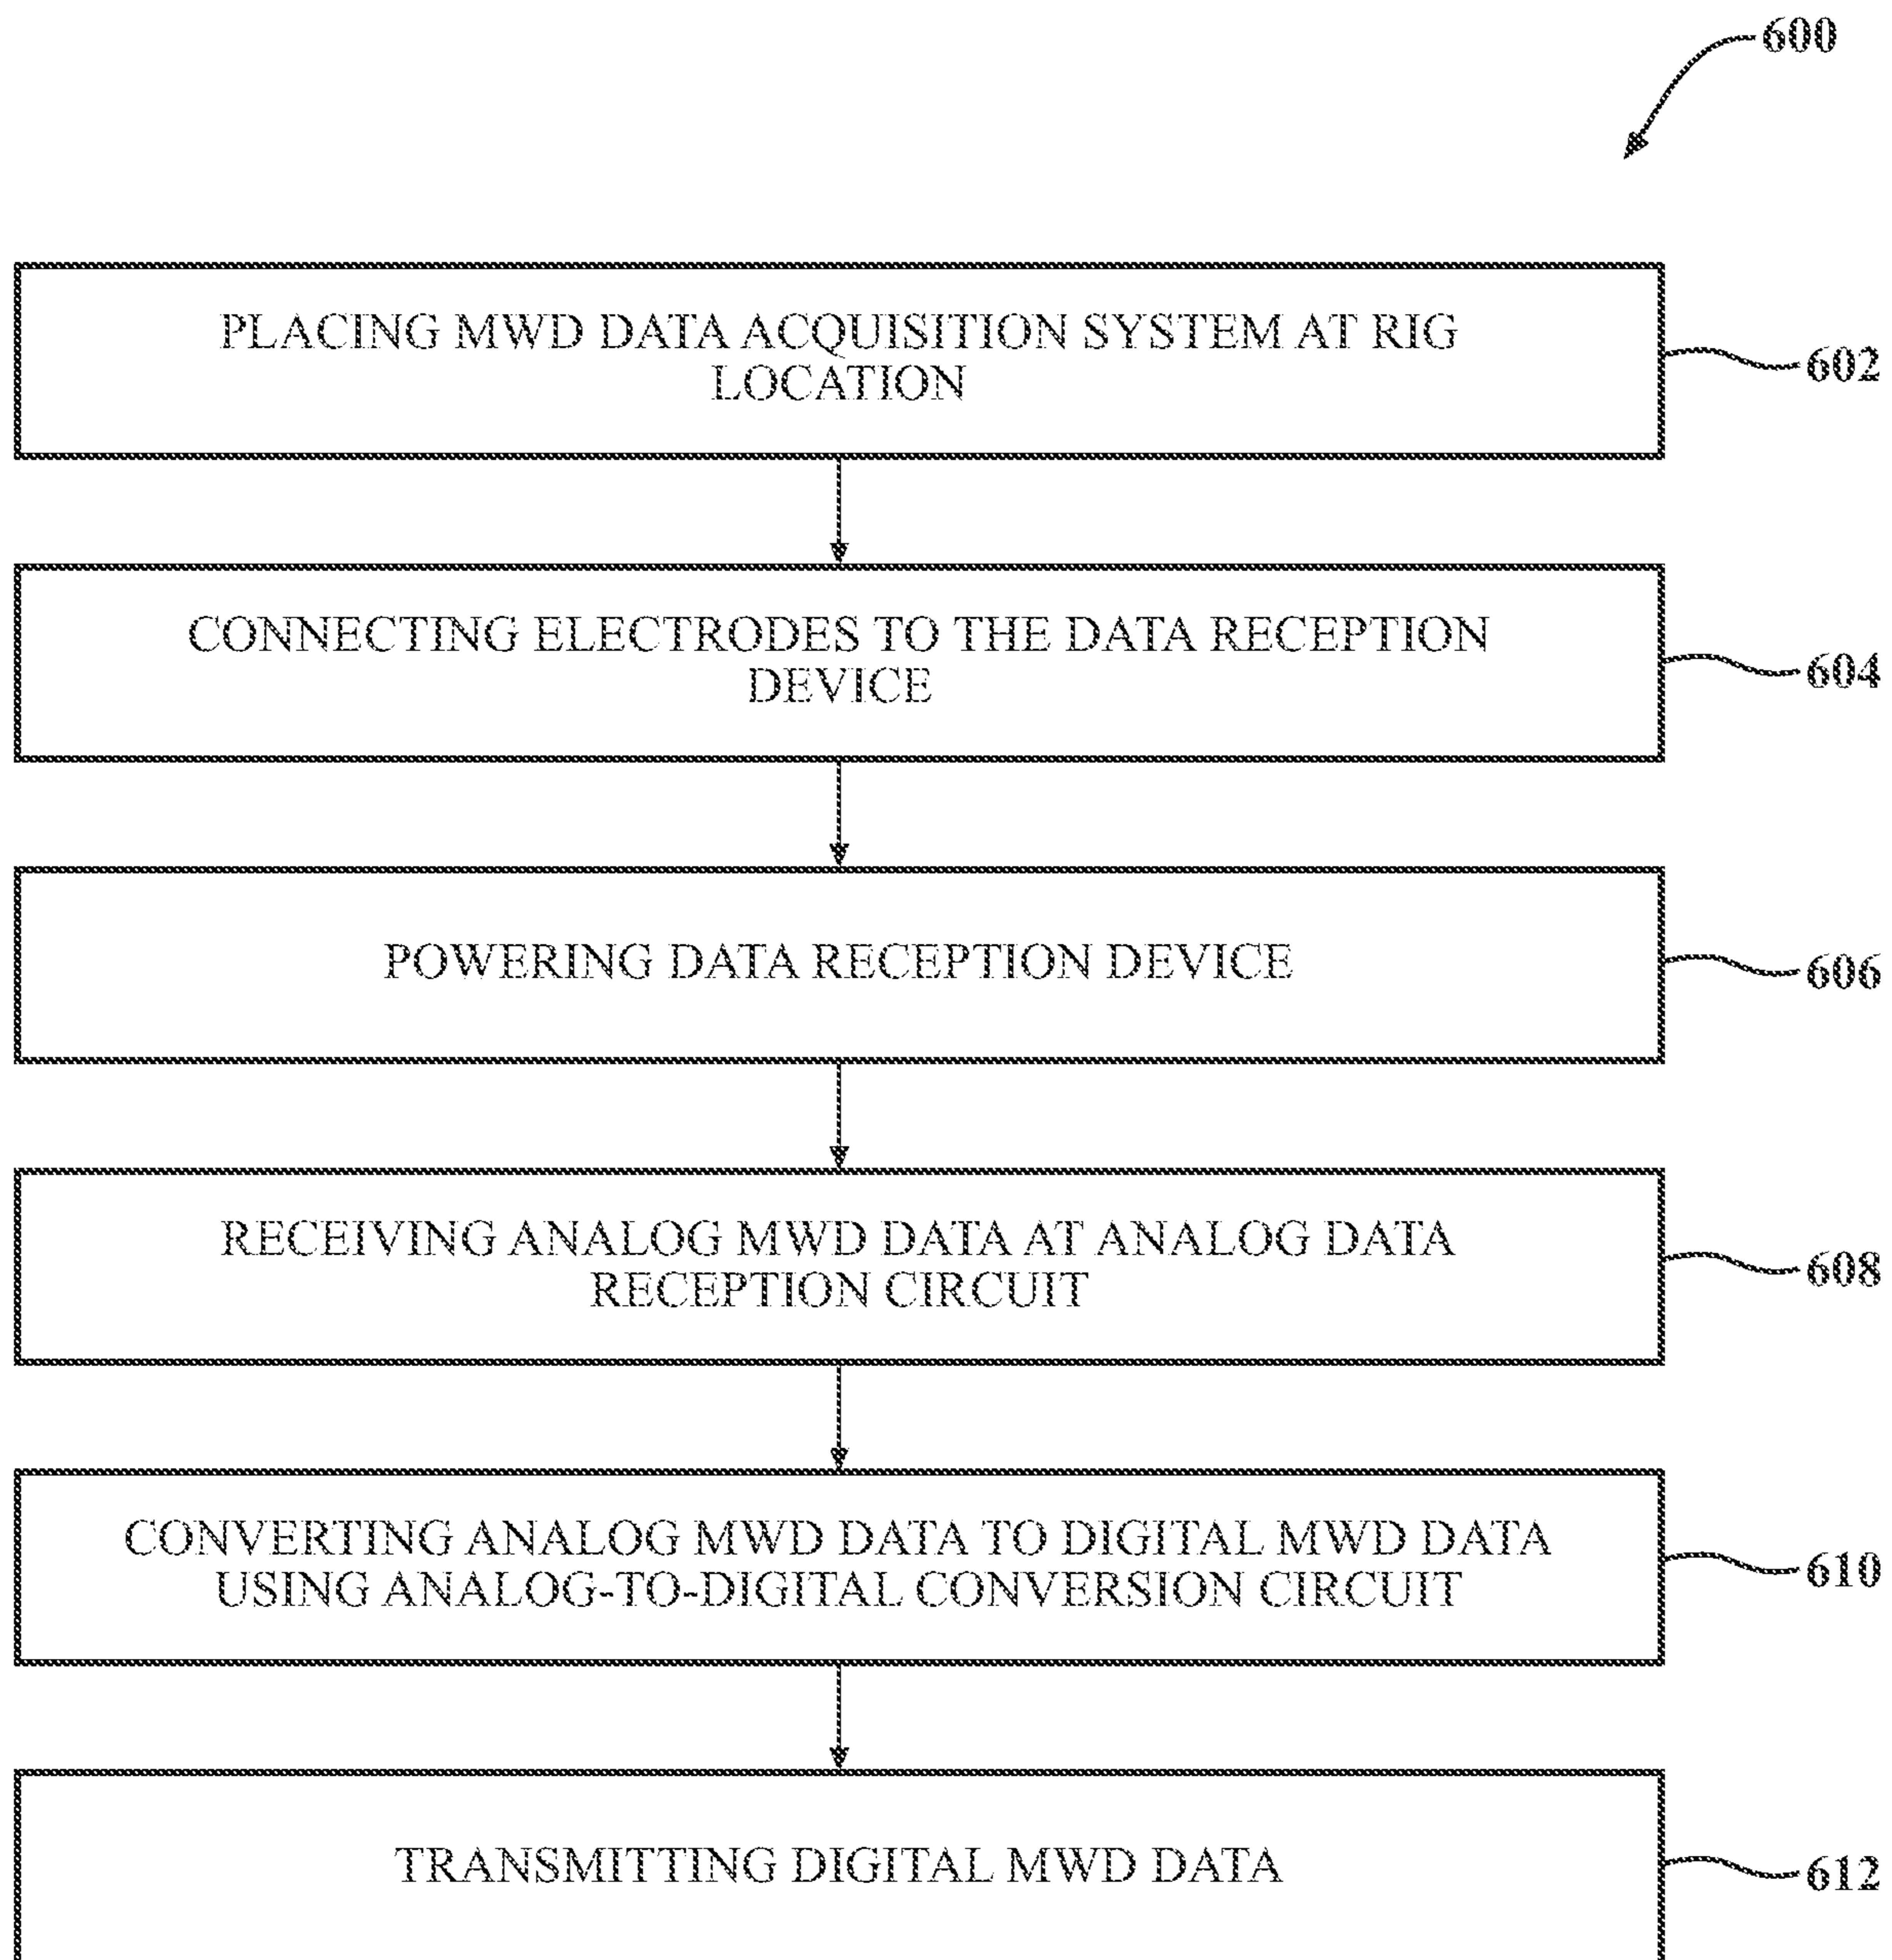 600
PLACING MWD DATA ACQUISITION SYSTEM AT RIG
LOCATION
602
CONNECTING ELECTRODES TO THE DATA RECEPTION
DEVICE
604
POWERING DATA RECEPTION DEVICE
606
RECEIVING ANALOG MWD DATA AT ANALOG DATA
RECEPTION CIRCUIT
608
CONVERTING ANALOG MWD DATA TO DIGITAL MWD DATA
USING ANALOG-TO-DIGITAL CONVERSION CIRCUIT
610
TRANSMITTING DIGITAL MWD DATA
612